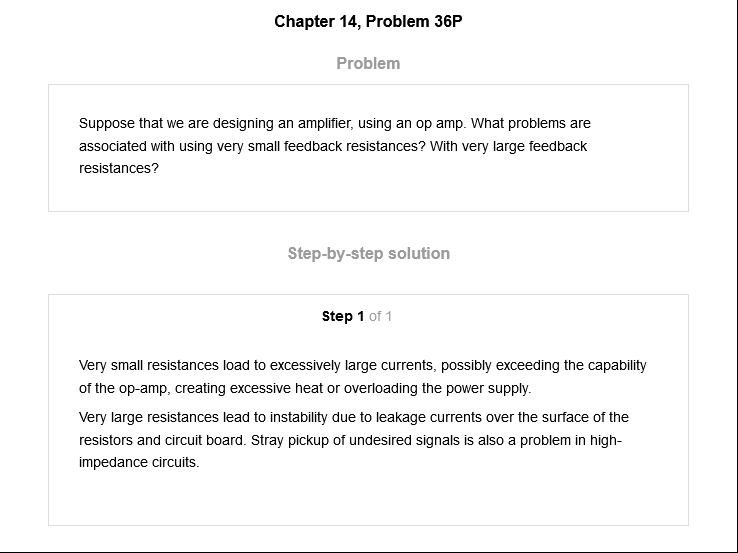 Chapter 14, Problem 36P
Problem
Suppose that we are designing an amplifier, using an op amp. What problems are
associated with using very small feedback resistances? With very large feedback
resistances?
Step-by-step solution
Step 1 of 1
Very small resistances load to excessively large currents, possibly exceeding the capability
of the op-amp, creating excessive heat or overloading the power supply.
Very large resistances lead to instability due to leakage currents over the surface of the
resistors and circuit board. Stray pickup of undesired signals is also a problem in high-
impedance circuits.